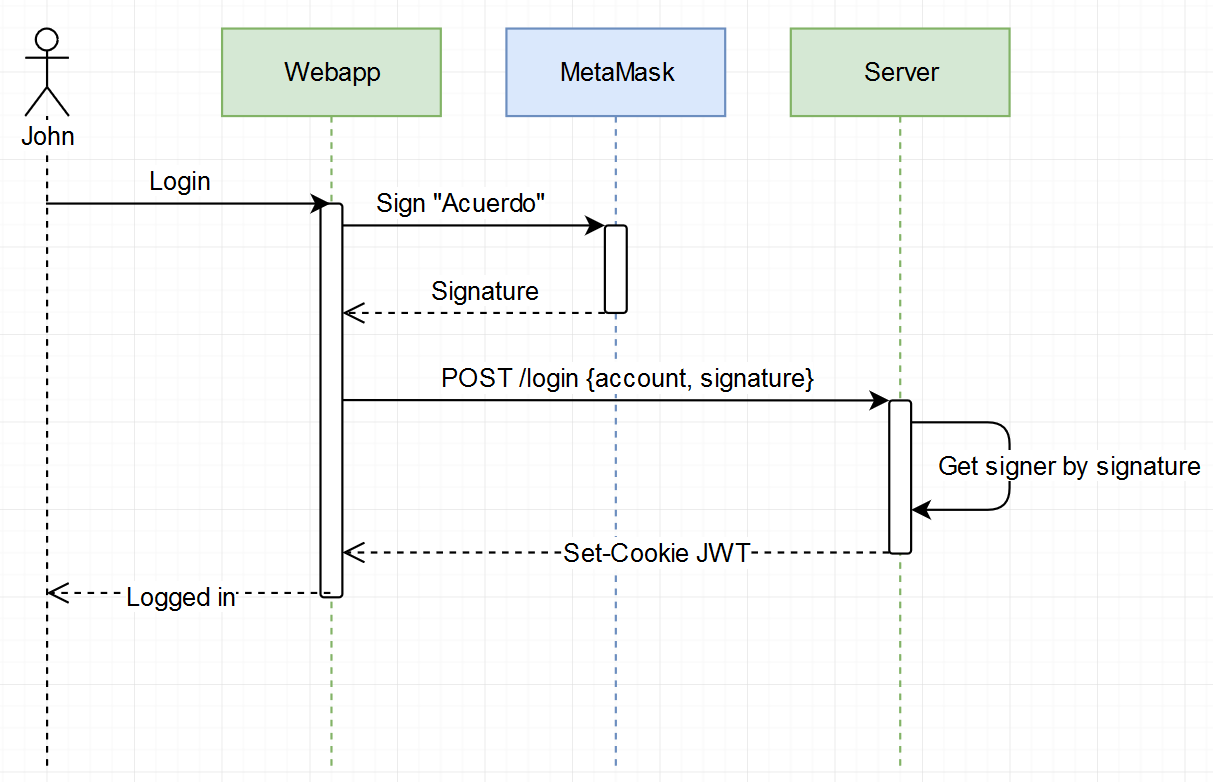 Webapp
MetaMask
Server
John
Login
Sign "Acuerdo"
Signature
POST /login {account, signature}
Get signer by signature
Set-Cookie JWT
Logged in